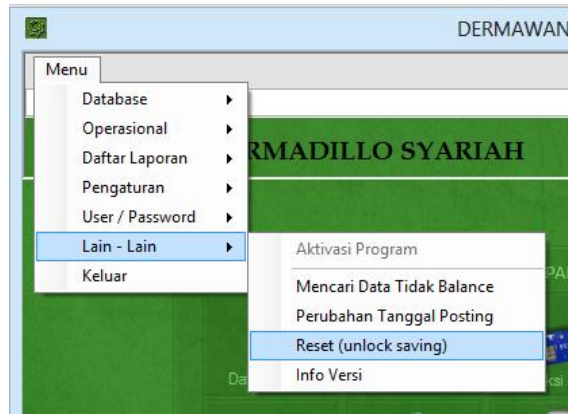 DERMAWAN
Menu
Database
Operasional
Daftar Laporan
Pengaturan
User / Password
Lain - Lain
Keluar
RMADILLO SYARIAH
Aktivasi Program
Mencari Data Tidak Balance
Perubahan Tanggal Posting
Reset (unlock saving)
Info Versi